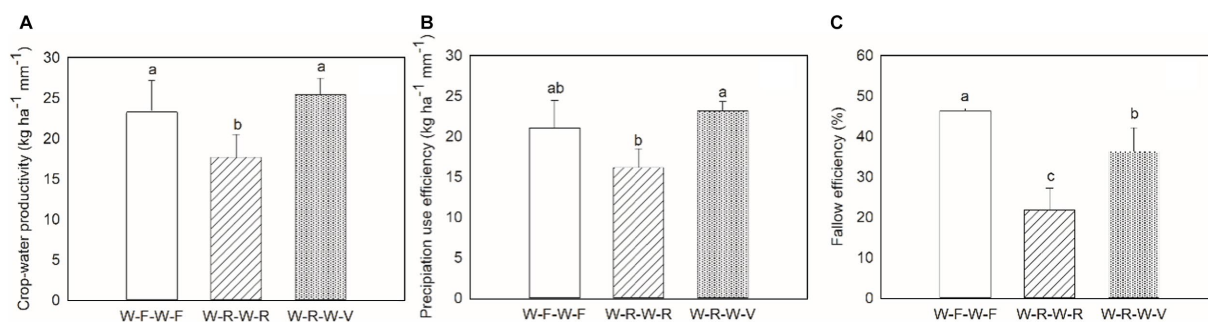 A
Crop-water productivity (kg ha⁻¹ mm⁻¹)
30
25
20
15
10
5
0
a
b
a
W-F-W-F W-R-W-R W-R-W-V
B
Precipiation use efficiency (kg ha⁻¹ mm⁻¹)
30
25
20
15
10
5
0
ab
b
a
W-F-W-F W-R-W-R W-R-W-V
C
Fallow efficiency (%)
60
50
40
30
20
10
0
a
c
b
W-F-W-F W-R-W-R W-R-W-V